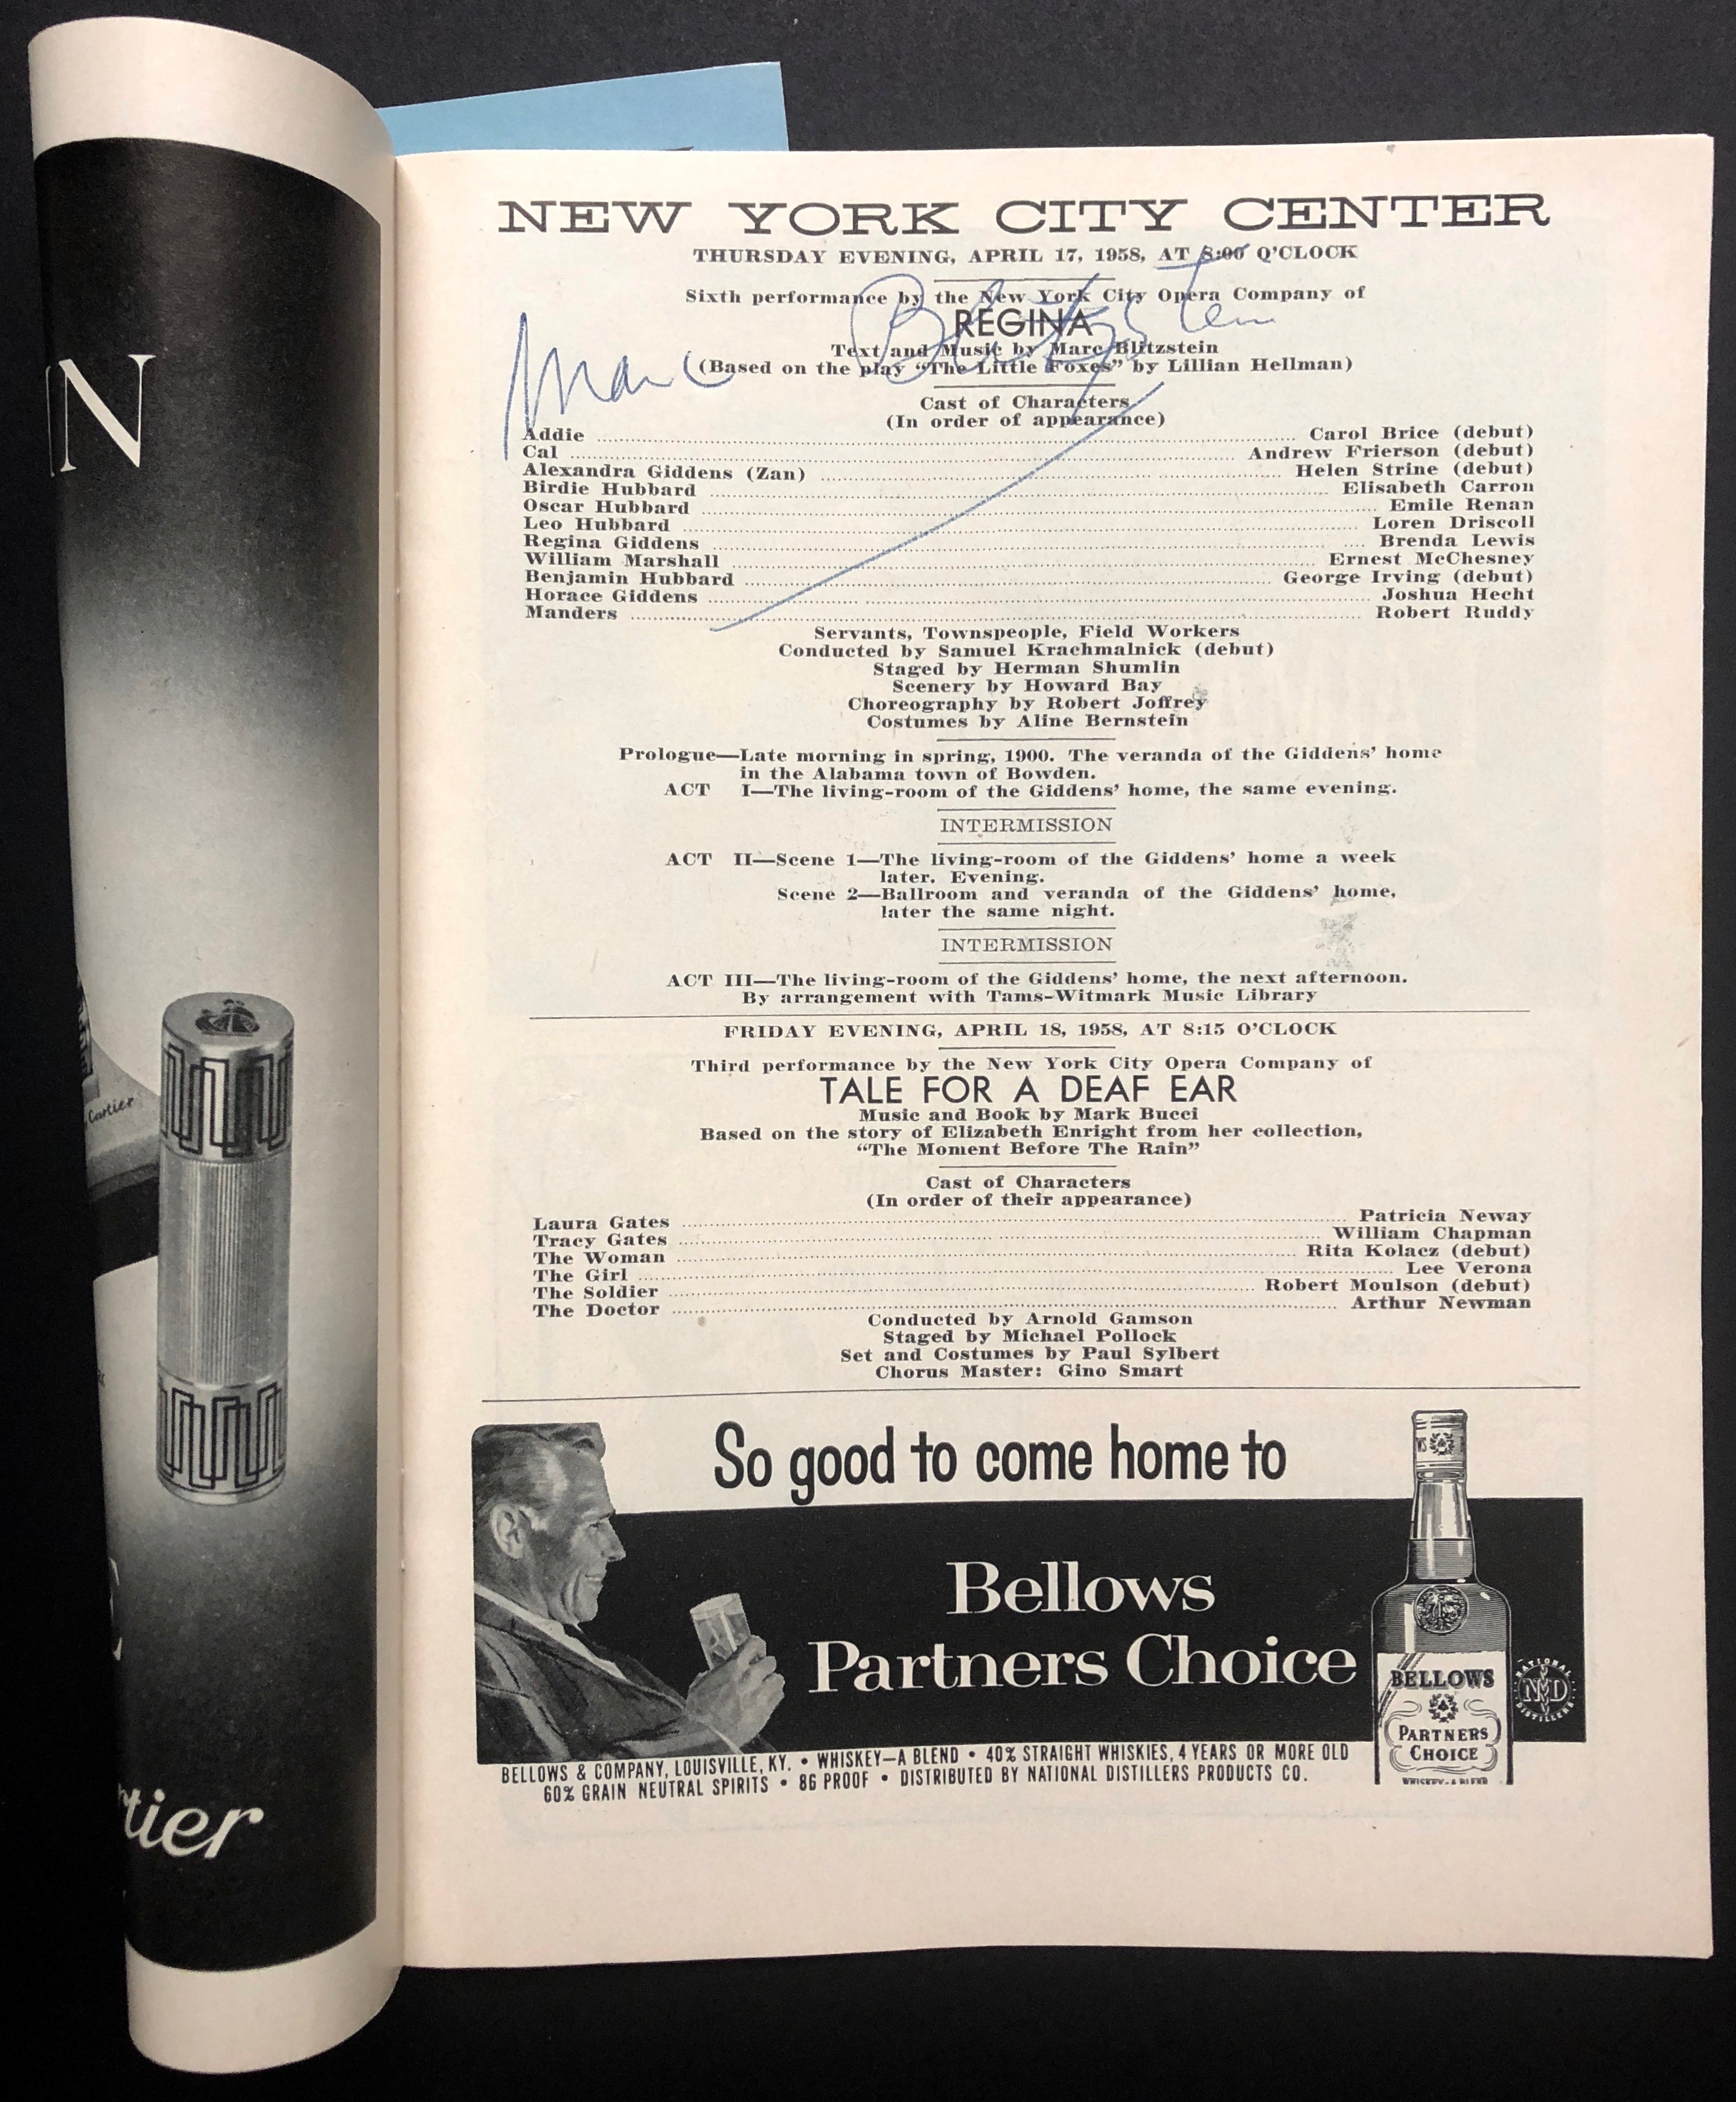 N
Cartier
tier
NEW YORK CITY CENTER
THURSDAY EVENING, APRIL 17, 1958, AT 8:00 O'CLOCK
Sixth performance by the New York City Opera Company of
REGINA
Text and Music by Marc Blitzstein
(Based on the play “The Little Foxes” by Lillian Hellman)
Marc Blitzstein
Cast of Characters
(In order of appearance)
Addie Carol Brice (debut)
Cal Andrew Frierson (debut)
Alexandra Giddens (Zan) Helen Strine (debut)
Birdie Hubbard Elisabeth Carron
Oscar Hubbard Emile Renan
Leo Hubbard Loren Driscoll
Regina Giddens Brenda Lewis
William Marshall Ernest McChesney
Benjamin Hubbard George Irving (debut)
Horace Giddens Joshua Hecht
Manders Robert Ruddy
Servants, Townspeople, Field Workers
Conducted by Samuel Krachmalnick (debut)
Staged by Herman Shumlin
Scenery by Howard Bay
Choreography by Robert Joffrey
Costumes by Aline Bernstein
Prologue—Late morning in spring, 1900. The veranda of the Giddens' home
in the Alabama town of Bowden.
ACT I—The living-room of the Giddens' home, the same evening.
INTERMISSION
ACT II—Scene 1—The living-room of the Giddens' home a week
later. Evening.
Scene 2—Ballroom and veranda of the Giddens' home,
later the same night.
INTERMISSION
ACT III—The living-room of the Giddens' home, the next afternoon.
By arrangement with Tams-Witmark Music Library
FRIDAY EVENING, APRIL 18, 1958, AT 8:15 O'CLOCK
Third performance by the New York City Opera Company of
TALE FOR A DEAF EAR
Music and Book by Mark Bucci
Based on the story of Elizabeth Enright from her collection,
“The Moment Before The Rain”
Cast of Characters
(In order of their appearance)
Laura Gates Patricia Neway
Tracy Gates William Chapman
The Woman Rita Kolacz (debut)
The Girl Lee Verona
The Soldier Robert Moulson (debut)
The Doctor Arthur Newman
Conducted by Arnold Gamson
Staged by Michael Pollock
Set and Costumes by Paul Sylbert
Chorus Master: Gino Smart
So good to come home to
Bellows
Partners Choice
BELLOWS
PARTNERS
CHOICE
WHISKEY - A BLEND
NATIONAL
NDD
DISTILLERS
BELLOWS & COMPANY, LOUISVILLE, KY. • WHISKEY—A BLEND • 40% STRAIGHT WHISKIES, 4 YEARS OR MORE OLD
60% GRAIN NEUTRAL SPIRITS • 86 PROOF • DISTRIBUTED BY NATIONAL DISTILLERS PRODUCTS CO.